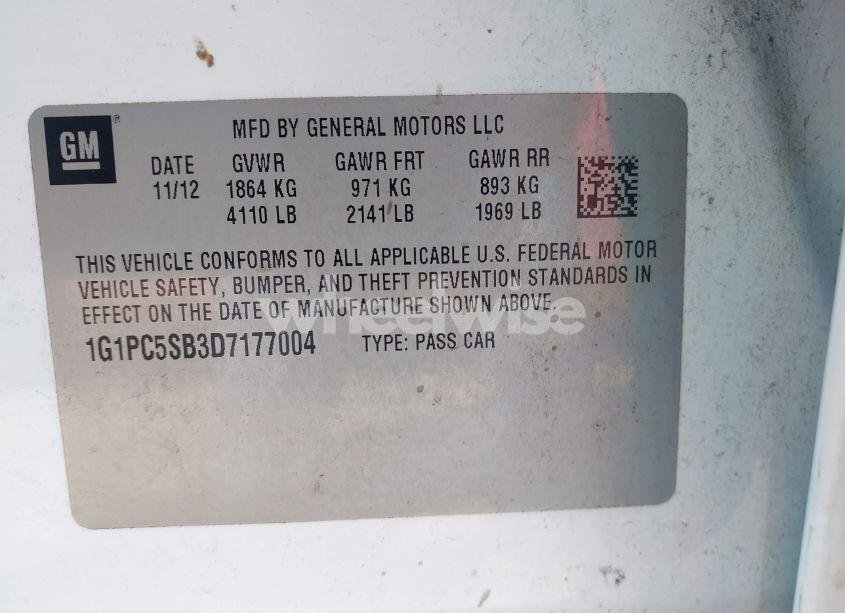 GM®
MFD BY GENERAL MOTORS LLC
DATE GVWR GAWR FRT GAWR RR
11/12 1864 KG 971 KG 893 KG
4110 LB 2141 LB 1969 LB
THIS VEHICLE CONFORMS TO ALL APPLICABLE U.S. FEDERAL MOTOR
VEHICLE SAFETY, BUMPER, AND THEFT PREVENTION STANDARDS IN
EFFECT ON THE DATE OF MANUFACTURE SHOWN ABOVE.
wheelwise
1G1PC5SB3D7177004 TYPE: PASS CAR